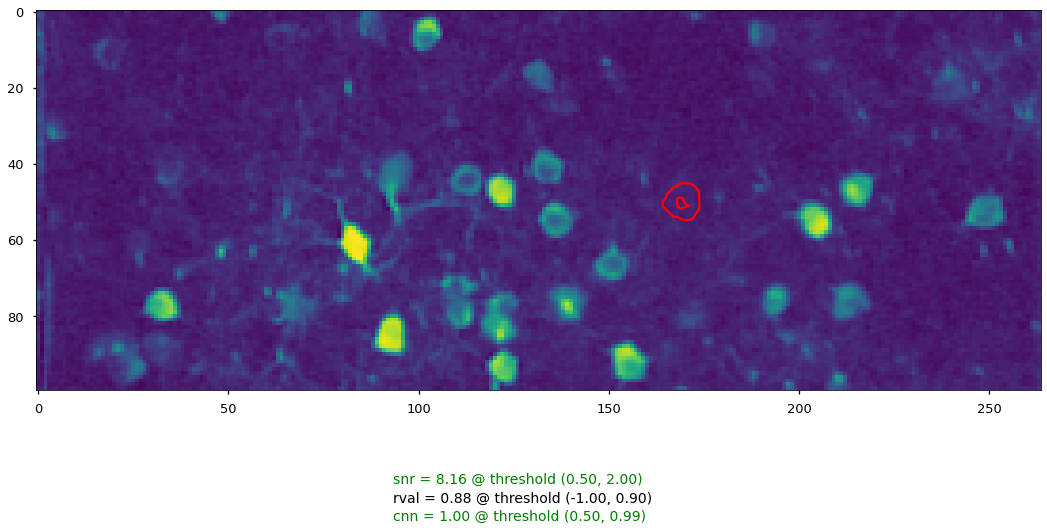 0
20
40
60
80
0 50 100 150 200 250
snr = 8.16 @ threshold (0.50, 2.00)
rval = 0.88 @ threshold (-1.00, 0.90)
cnn = 1.00 @ threshold (0.50, 0.99)